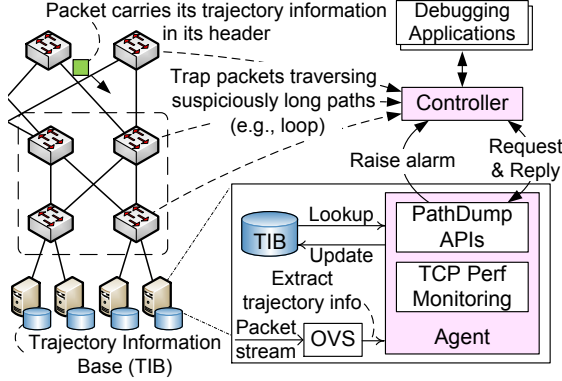 Packet carries its trajectory information
in its header
Debugging
Applications
Trap packets traversing
suspiciously long paths
(e.g., loop)
Controller
Raise alarm
Request
& Reply
TIB
Lookup
Update
PathDump
APIs
TCP Perf
Monitoring
Agent
Extract
trajectory info
Packet
stream
OVS
Trajectory Information
Base (TIB)